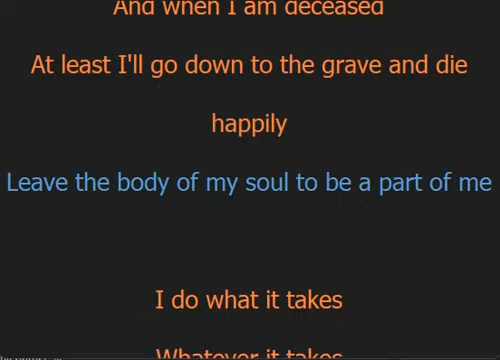 And when I am deceased
At least I'll go down to the grave and die
happily
Leave the body of my soul to be a part of me
I do what it takes
Whatever it takes